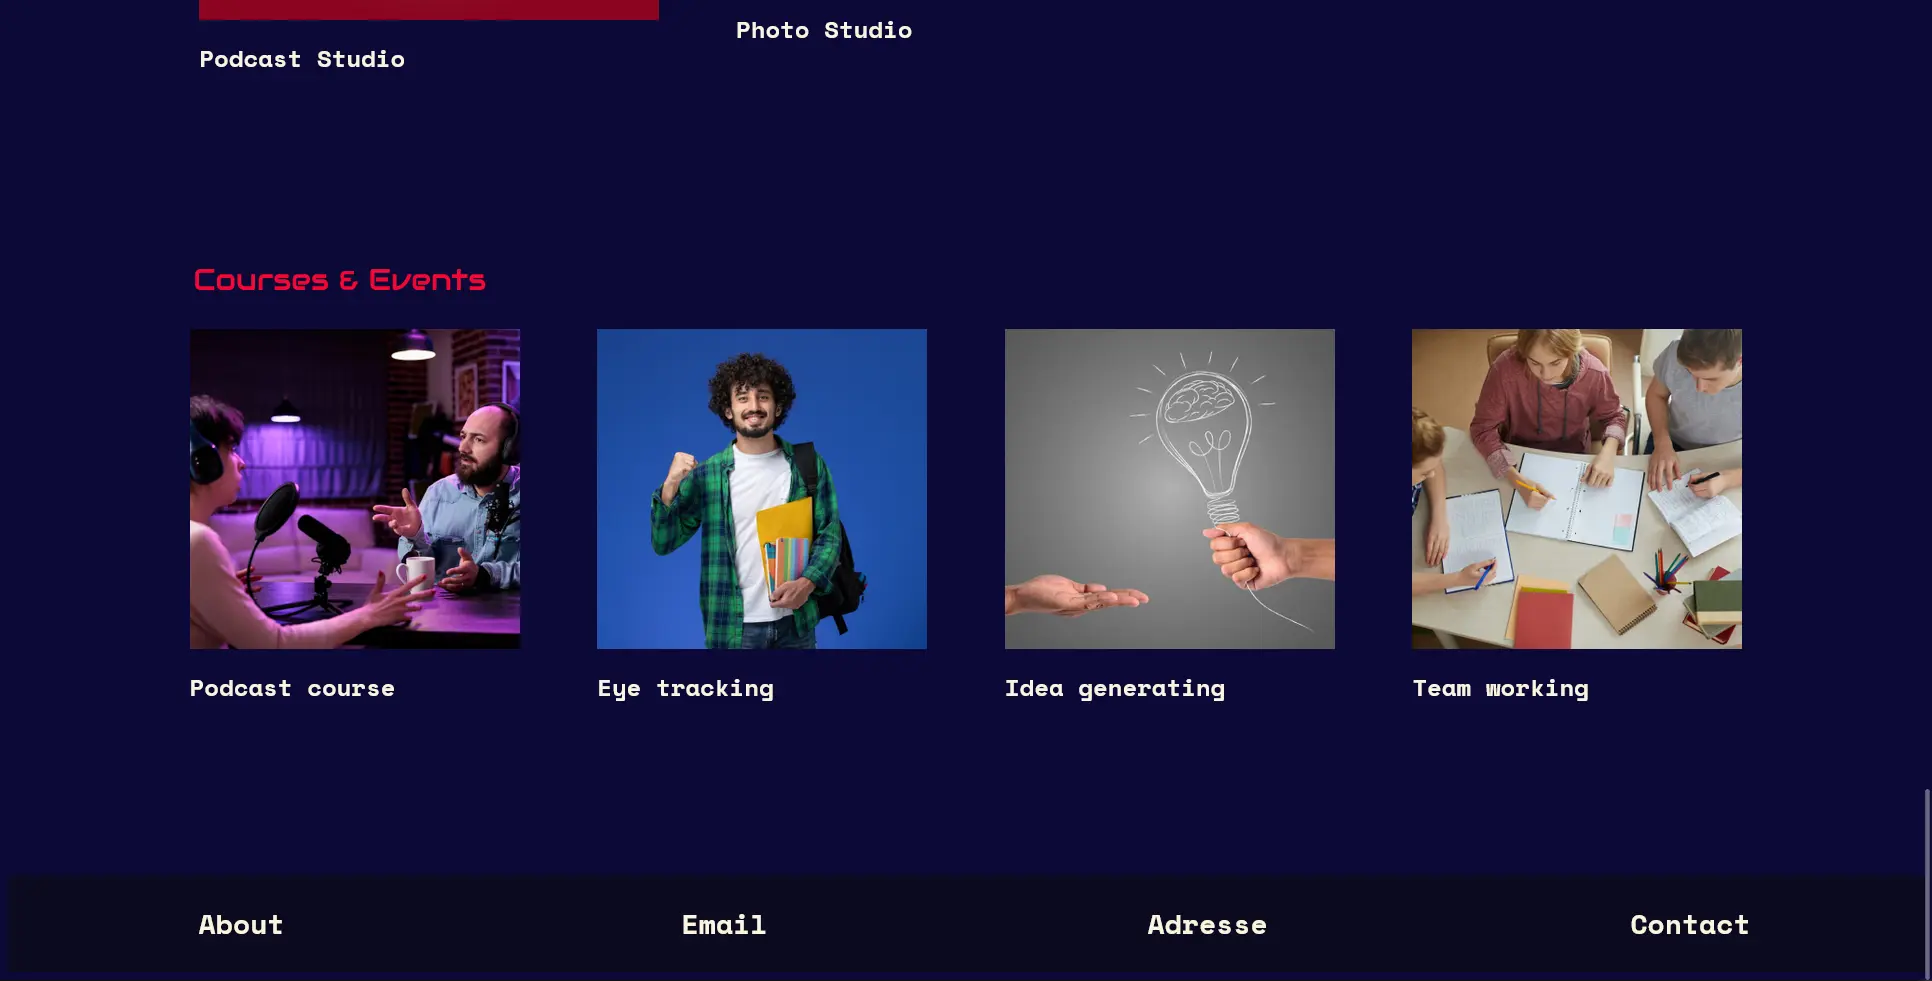 Photo Studio
Podcast Studio
Courses & Events
Podcast course
Eye tracking
Idea generating
Team working
About
Email
Adresse
Contact